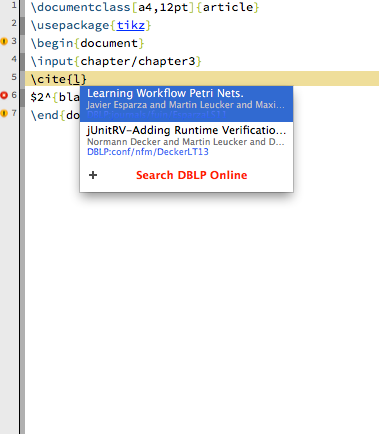 1 \documentclass[a4,12pt]{article}
2 \usepackage{tikz}
3 \begin{document}
4 \input{chapter/chapter3}
5 \cite{l}
Learning Workflow Petri Nets.
Javier Esparza and Martin Leucker and Maxi...
6 $2^{bla
jUnitRV-Adding Runtime Verificatio...
7 \end{do
Normann Decker and Martin Leucker and D...
DBLP:conf/nfm/DeckerLT13
+ Search DBLP Online